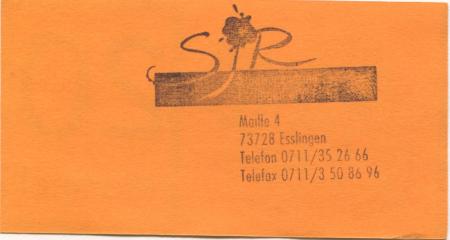 SJR
Maille 4
73728 Esslingen
Telefon 0711/35 26 66
Telefax 0711/3 50 86 96